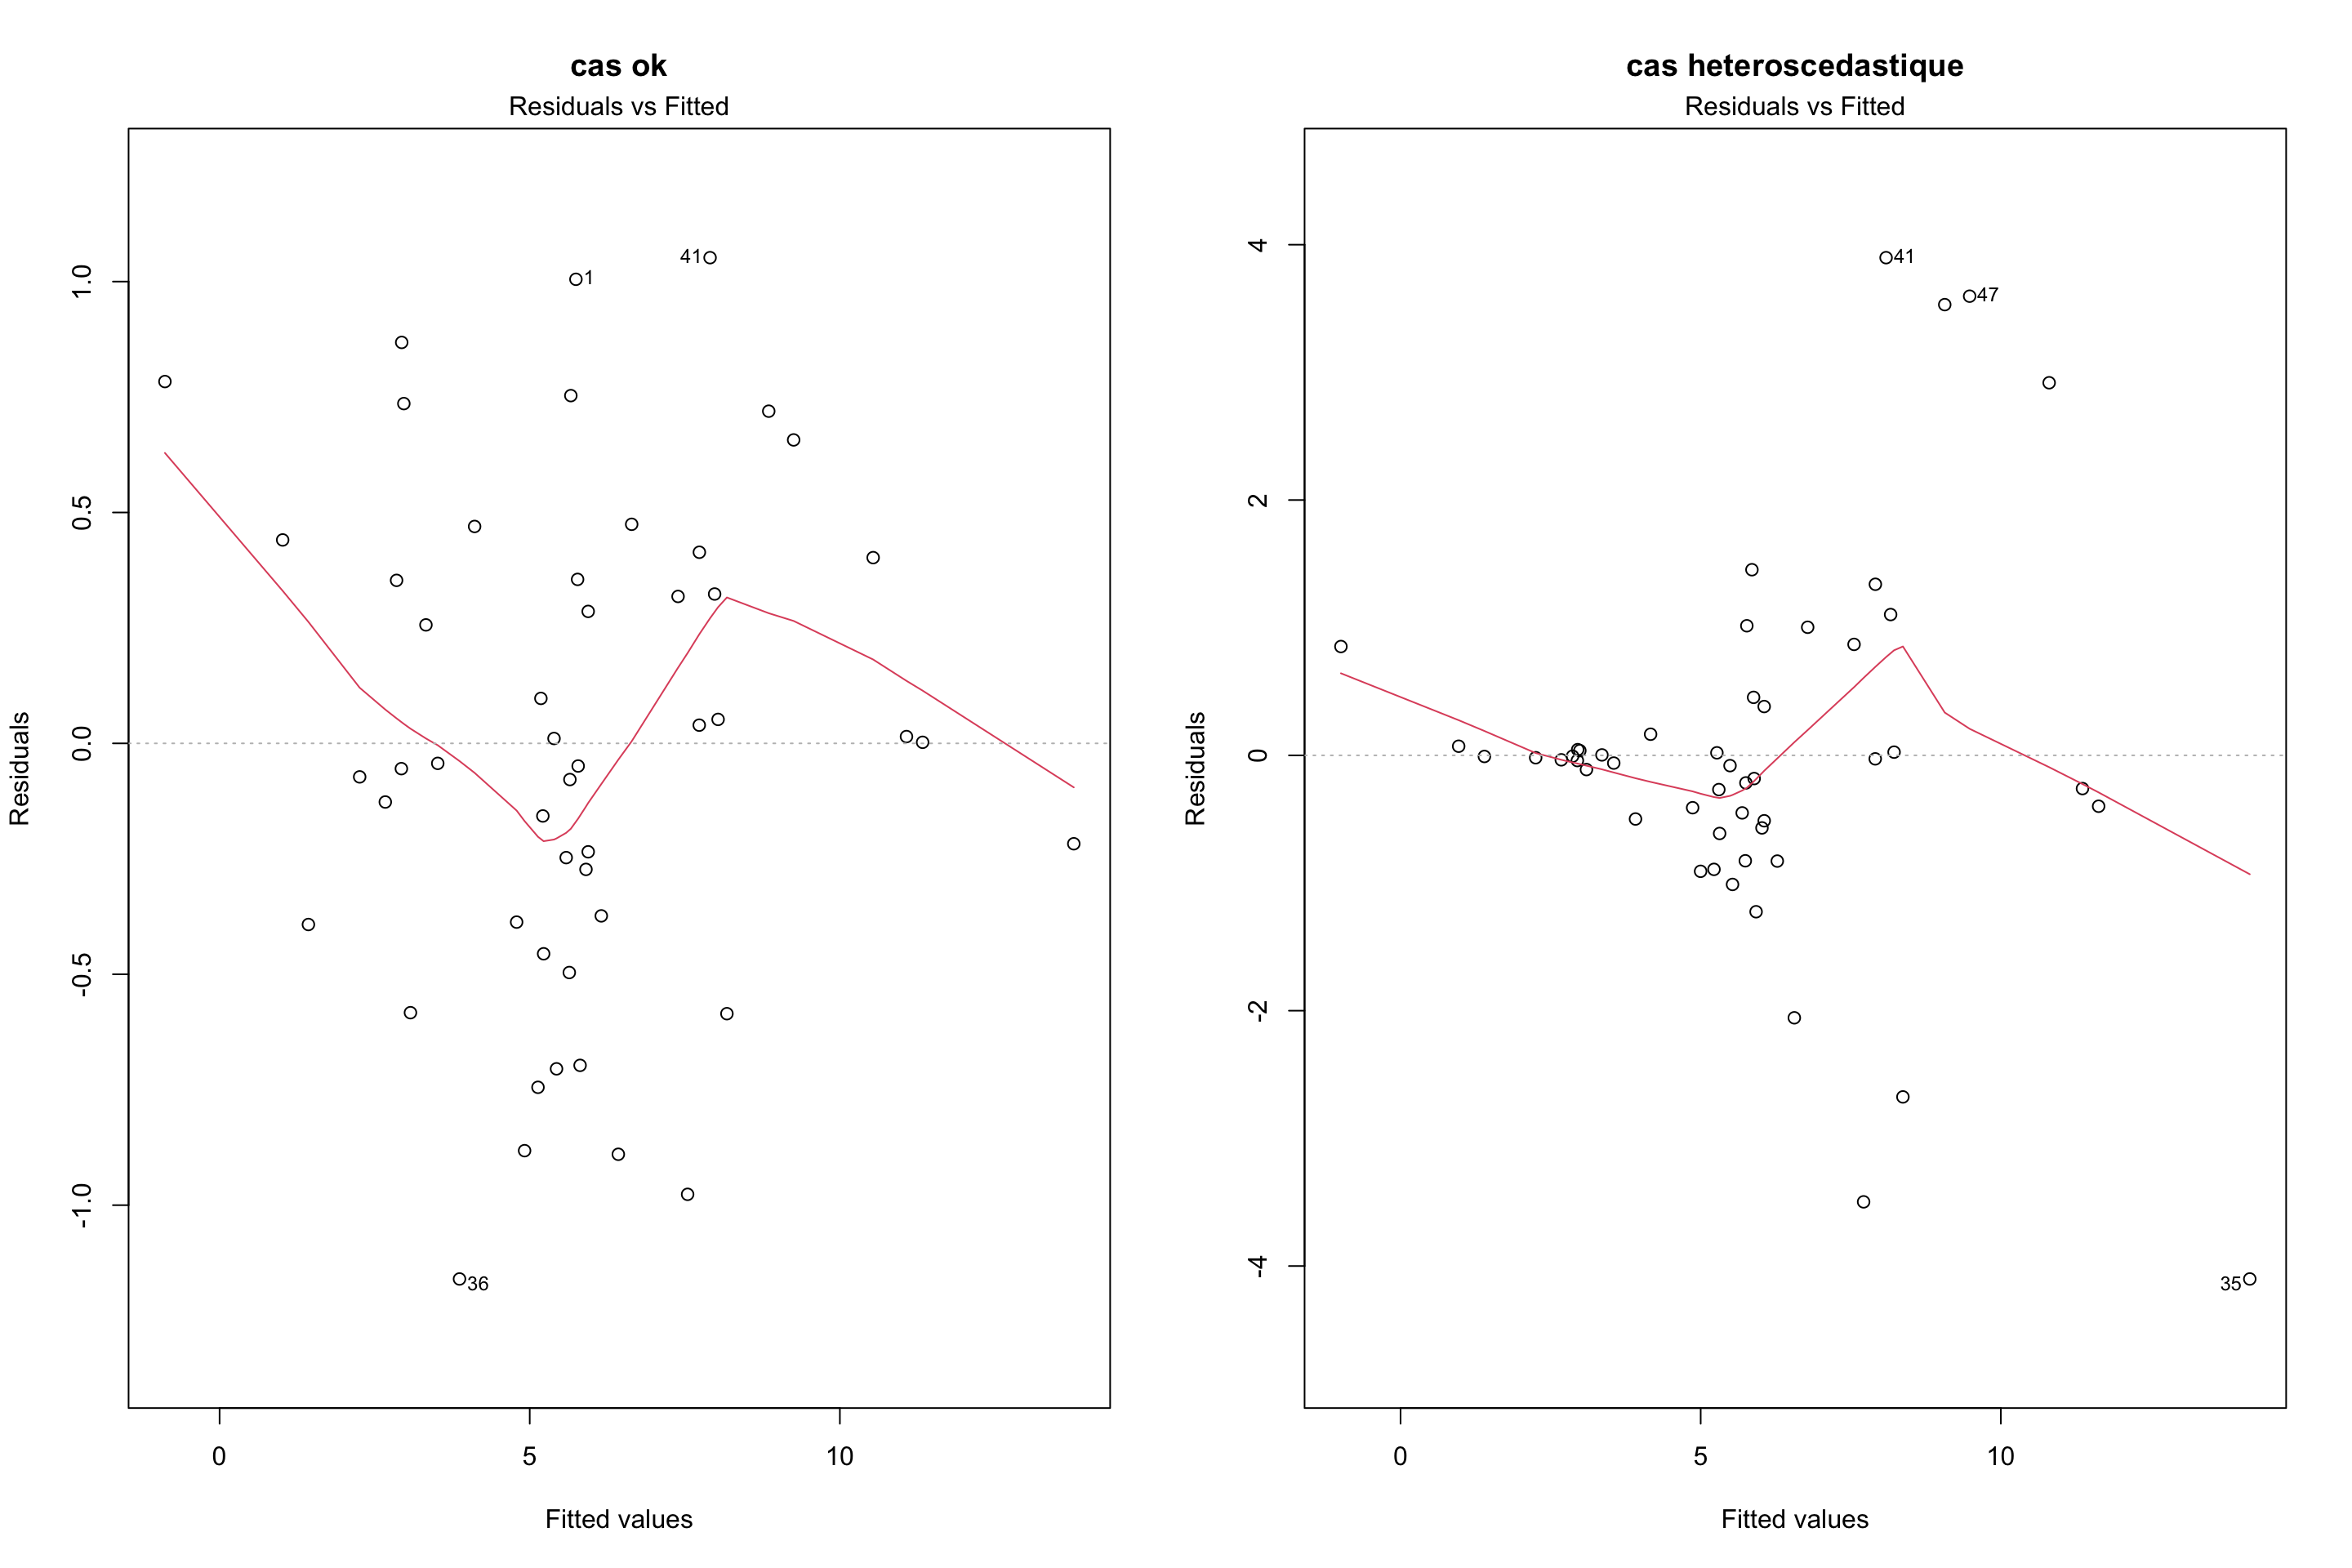 cas ok
Residuals vs Fitted
Residuals
1.0
0.5
0.0
-0.5
-1.0
41
1
36
0
5
10
Fitted values
cas heteroscedastique
Residuals vs Fitted
Residuals
4
2
0
-2
-4
41
47
35
0
5
10
Fitted values